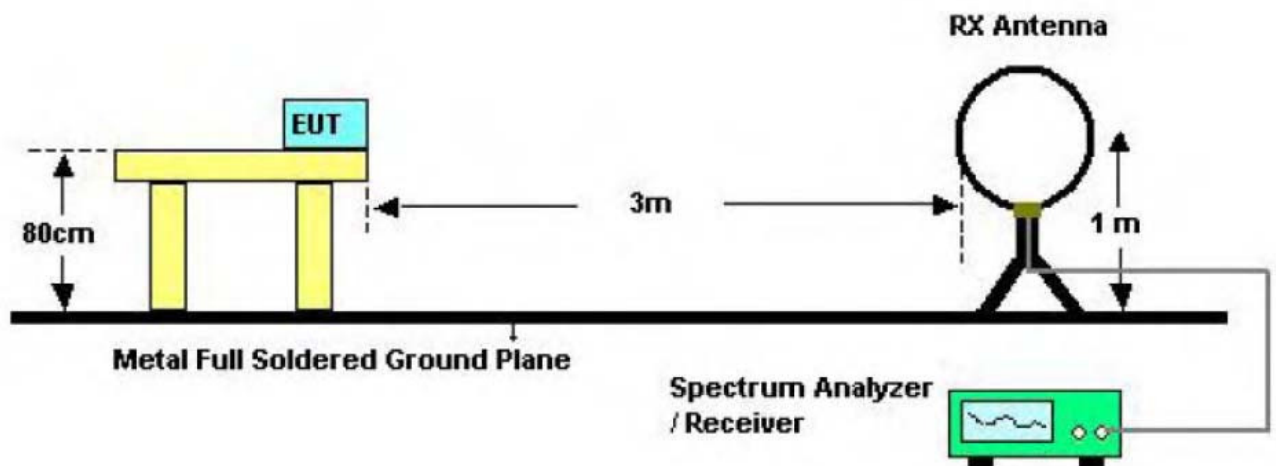 RX Antenna
EUT
3m
80cm
1 m
Metal Full Soldered Ground Plane
Spectrum Analyzer
/ Receiver